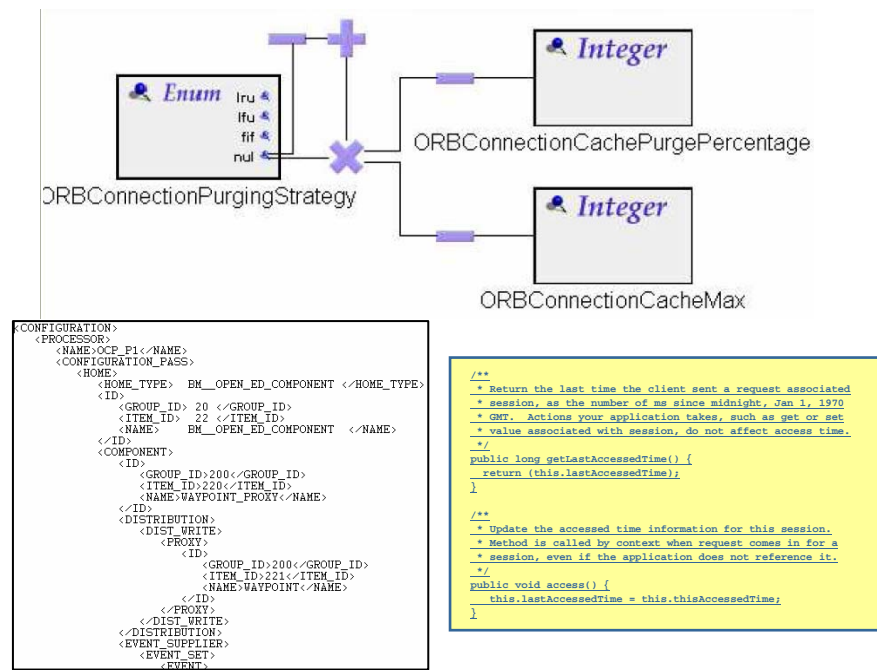 Integer
Enum
lru
lfu
fif
nul
ORBConnectionCachePurgePercentage
ORBConnectionPurgingStrategy
Integer
ORBConnectionCacheMax
<CONFIGURATION>
<PROCESSOR>
<NAME>OCP_P1</NAME>
<CONFIGURATION_PASS>
<HOME>
<HOME_TYPE> BM__OPEN_ED_COMPONENT </HOME_TYPE>
<ID>
<GROUP_ID> 20 </GROUP_ID>
<ITEM_ID> 22 </ITEM_ID>
<NAME> BM__OPEN_ED_COMPONENT </NAME>
</ID>
<COMPONENT>
<ID>
<GROUP_ID>200</GROUP_ID>
<ITEM_ID>220</ITEM_ID>
<NAME>WAYPOINT_PROXY</NAME>
</ID>
<DISTRIBUTION>
<DIST_WRITE>
<PROXY>
<ID>
<GROUP_ID>200</GROUP_ID>
<ITEM_ID>221</ITEM_ID>
<NAME>WAYPOINT</NAME>
</ID>
</PROXY>
</DIST_WRITE>
</DISTRIBUTION>
<EVENT_SUPPLIER>
<EVENT_SET>
<EVENT>
/**
* Return the last time the client sent a request associated
* session, as the number of ms since midnight, Jan 1, 1970
* GMT. Actions your application takes, such as get or set
* value associated with session, do not affect access time.
*/
public long getLastAccessedTime() {
return (this.lastAccessedTime);
}
/**
* Update the accessed time information for this session.
* Method is called by context when request comes in for a
* session, even if the application does not reference it.
*/
public void access() {
this.lastAccessedTime = this.thisAccessedTime;
}